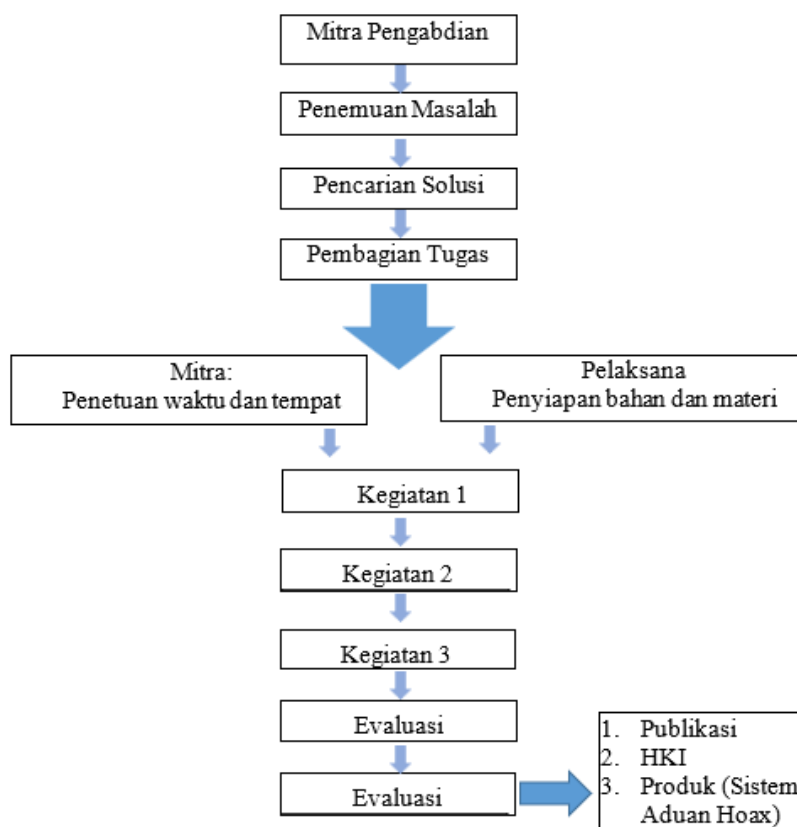 Mitra Pengabdian
Penemuan Masalah
Pencarian Solusi
Pembagian Tugas
Mitra:
Penetuan waktu dan tempat
Pelaksana
Penyiapan bahan dan materi
Kegiatan 1
Kegiatan 2
Kegiatan 3
Evaluasi
Evaluasi
1. Publikasi
2. HKI
3. Produk (Sistem
Aduan Hoax)